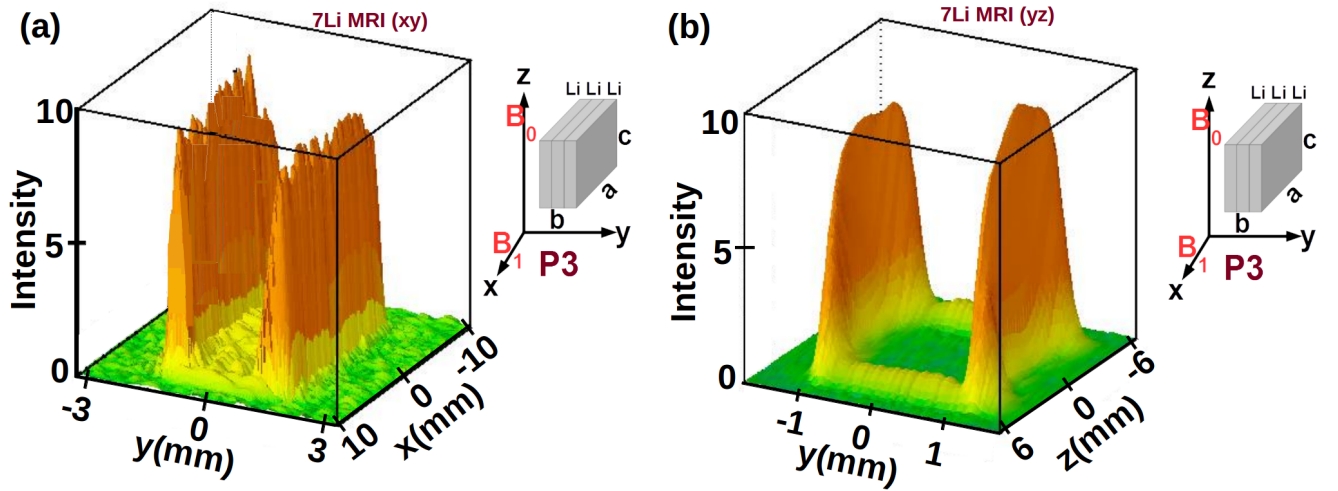 (a)
7Li MRI (xy)
10
5
0
Intensity
-3
0
3
y(mm)
10
0
-10
x(mm)
z
B0
Li Li Li
c
a
b
y
B1
x
P3
(b)
7Li MRI (yz)
10
5
0
Intensity
-1
0
1
y(mm)
6
0
-6
z(mm)
z
B0
Li Li Li
c
a
b
y
B1
x
P3